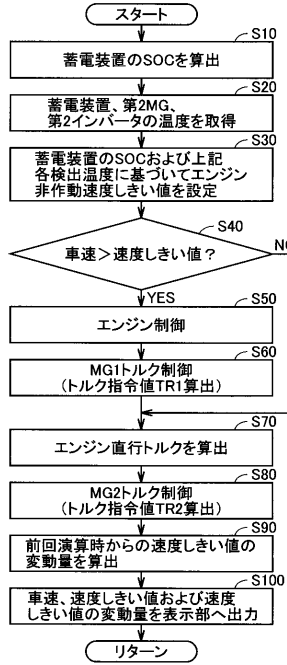 スタート
S10
蓄電装置のSOCを算出
S20
蓄電装置、第2MG、
第2インバータの温度を取得
S30
蓄電装置のSOCおよび上記
各検出温度に基づいてエンジン
非作動速度しきい値を設定
S40
車速>速度しきい値?
NO
YES
S50
エンジン制御
S60
MG1トルク制御
(トルク指令値TR1算出)
S70
エンジン直行トルクを算出
S80
MG2トルク制御
(トルク指令値TR2算出)
S90
前回演算時からの速度しきい値の
変動量を算出
S100
車速、速度しきい値および速度
しきい値の変動量を表示部へ出力
リターン